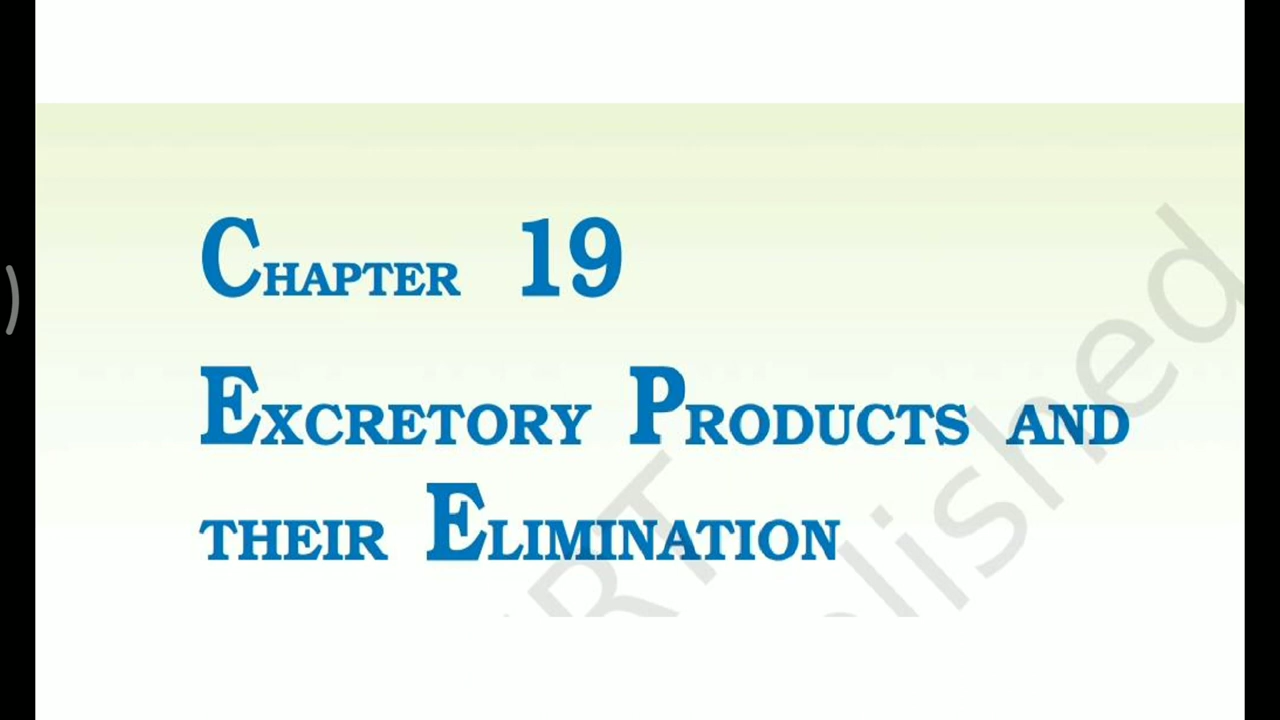 Chapter 19
Excretory Products and
their Elimination